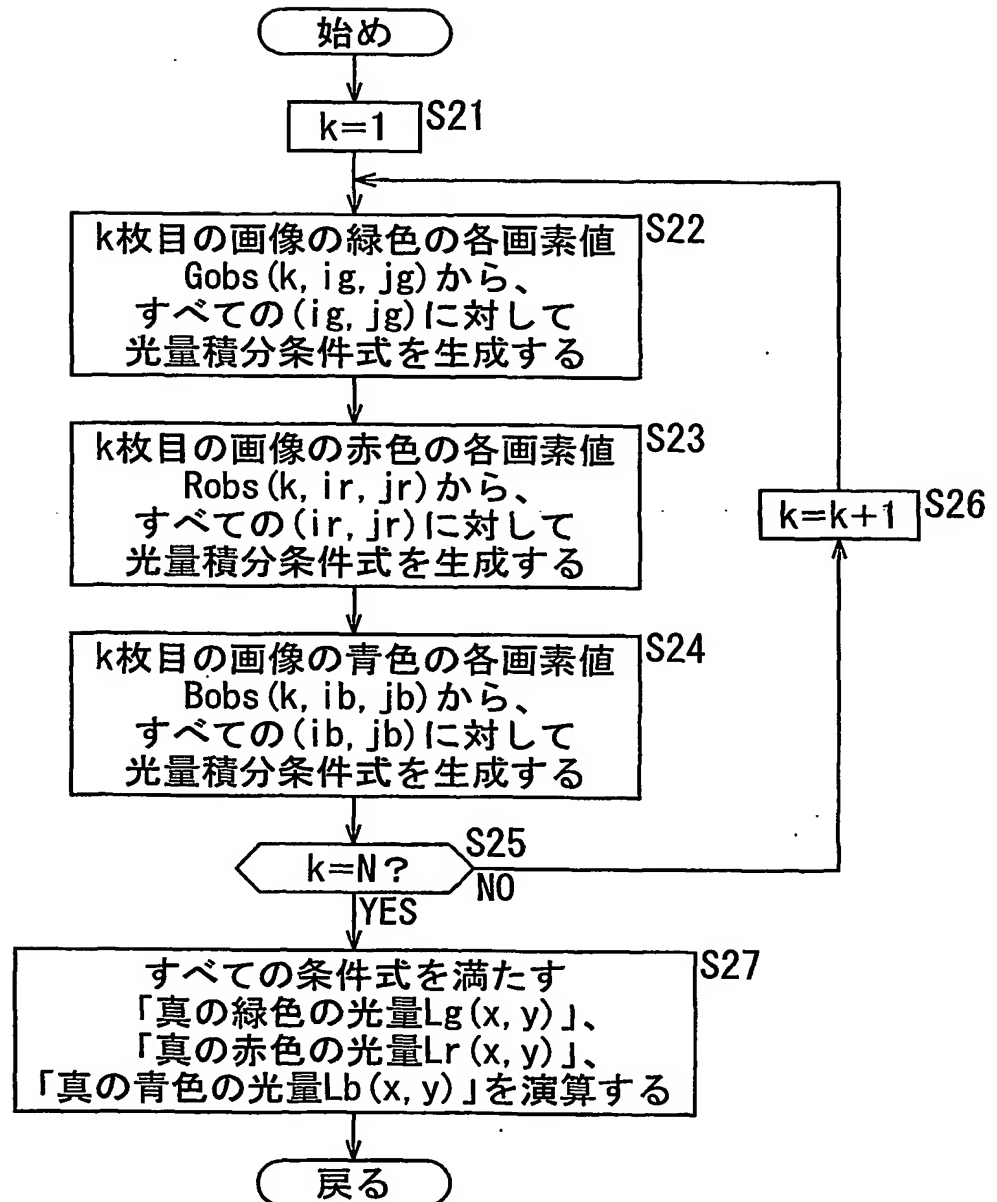 始め
k=1 S21
k枚目の画像の緑色の各画素値 S22
Gobs(k, ig, jg)から、
すべての(ig, jg)に対して
光量積分条件式を生成する
k枚目の画像の赤色の各画素値 S23
Robs(k, ir, jr)から、
すべての(ir, jr)に対して
光量積分条件式を生成する
k=k+1 S26
k枚目の画像の青色の各画素値 S24
Bobs(k, ib, jb)から、
すべての(ib, jb)に対して
光量積分条件式を生成する
k=N? S25
NO
YES
すべての条件式を満たす S27
「真の緑色の光量Lg(x, y)」、
「真の赤色の光量Lr(x, y)」、
「真の青色の光量Lb(x, y)」を演算する
戻る